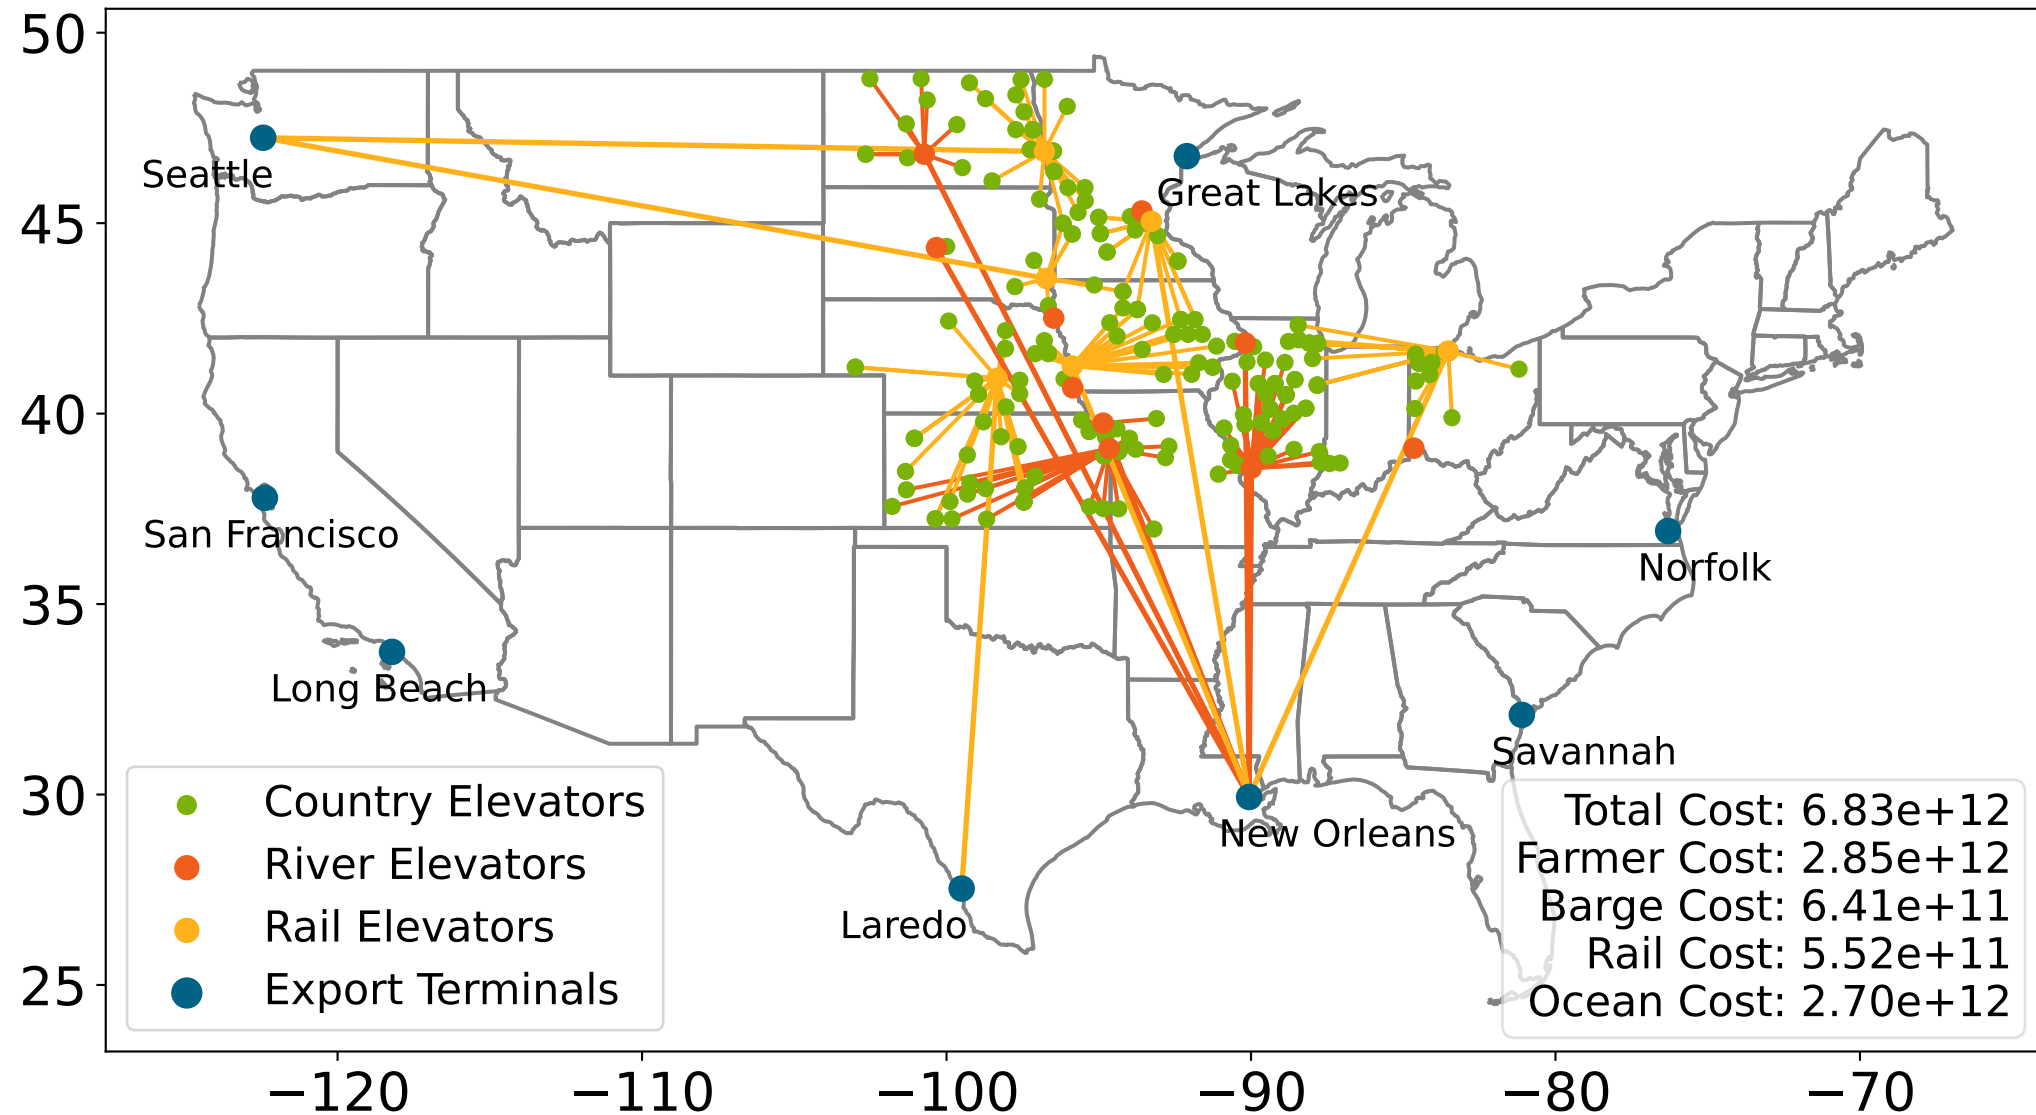 50
45
40
35
30
25
−120
−110
−100
−90
−80
−70
Seattle
Great Lakes
San Francisco
Norfolk
Long Beach
Savannah
New Orleans
Laredo
Country Elevators
River Elevators
Rail Elevators
Export Terminals
Total Cost: 6.83e+12
Farmer Cost: 2.85e+12
Barge Cost: 6.41e+11
Rail Cost: 5.52e+11
Ocean Cost: 2.70e+12